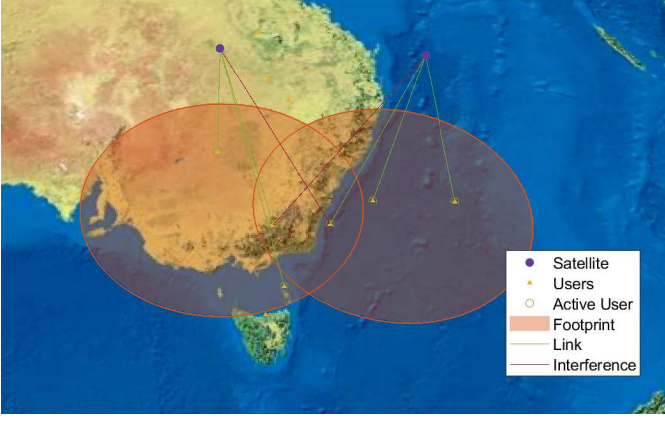 Satellite
Users
Active User
Footprint
Link
Interference